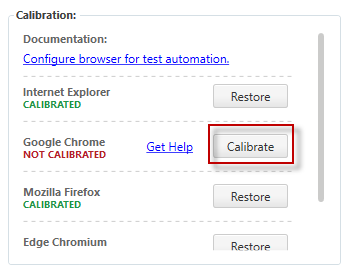 Calibration:
Documentation:
Configure browser for test automation.
Internet Explorer
CALIBRATED
Restore
Google Chrome
NOT CALIBRATED
Get Help
Calibrate
Mozilla Firefox
CALIBRATED
Restore
Edge Chromium
Restore